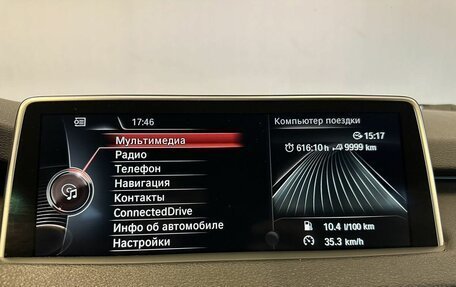 17:46
Мультимедиа
Радио
Телефон
Навигация
Контакты
ConnectedDrive
Инфо об автомобиле
Настройки
Компьютер поездки
15:17
616:10 h 9999 km
10.4 l/100 km
35.3 km/h